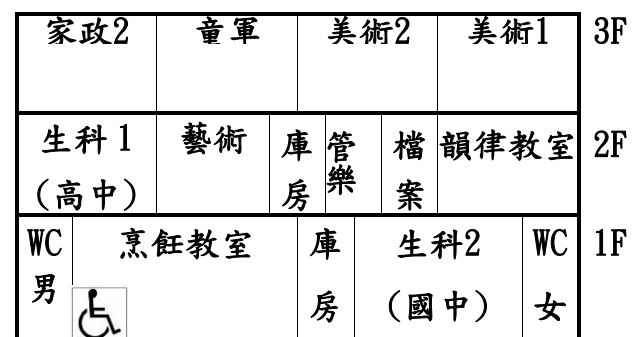 家政2 童軍 美術2 美術1 3F
生科1 藝術 庫 管 檔 韻律教室 2F
(高中) 房 樂 案
WC 烹飪教室 庫 生科2 WC 1F
男 房 (國中) 女